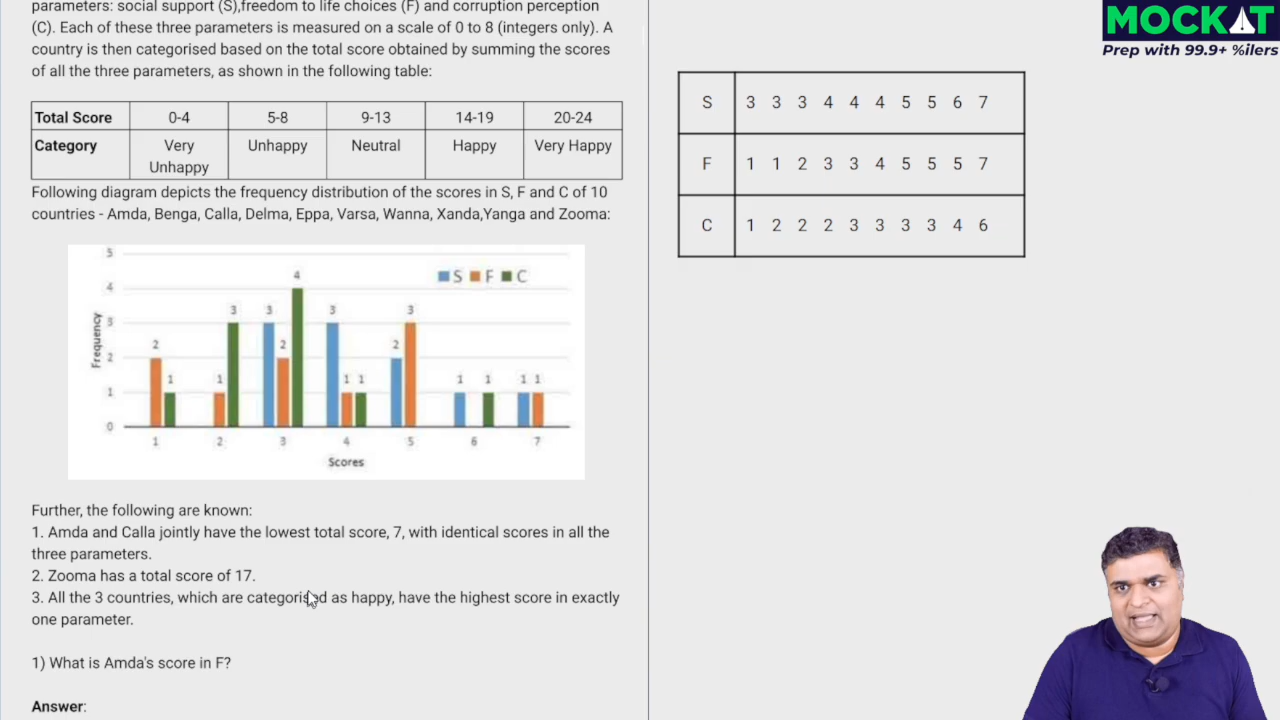 parameters: social support (S),freedom to life choices (F) and corruption perception
(C). Each of these three parameters is measured on a scale of 0 to 8 (integers only). A
country is then categorised based on the total score obtained by summing the scores
of all the three parameters, as shown in the following table:
Total Score 0-4 5-8 9-13 14-19 20-24
Category Very Unhappy Neutral Happy Very Happy
Unhappy
Following diagram depicts the frequency distribution of the scores in S, F and C of 10
countries - Amda, Benga, Calla, Delma, Eppa, Varsa, Wanna, Xanda,Yanga and Zooma:
5
4
3
2
1
0
Frequency
S F C
2 1
1 3
3 2 4
3 1 1
2 3
1 1
1 1
1 2 3 4 5 6 7
Scores
Further, the following are known:
1. Amda and Calla jointly have the lowest total score, 7, with identical scores in all the
three parameters.
2. Zooma has a total score of 17.
3. All the 3 countries, which are categorised as happy, have the highest score in exactly
one parameter.
1) What is Amda's score in F?
Answer:
MOCKAT
Prep with 99.9+ %ilers
S 3 3 3 4 4 4 5 5 6 7
F 1 1 2 3 3 4 5 5 5 7
C 1 2 2 2 3 3 3 3 4 6